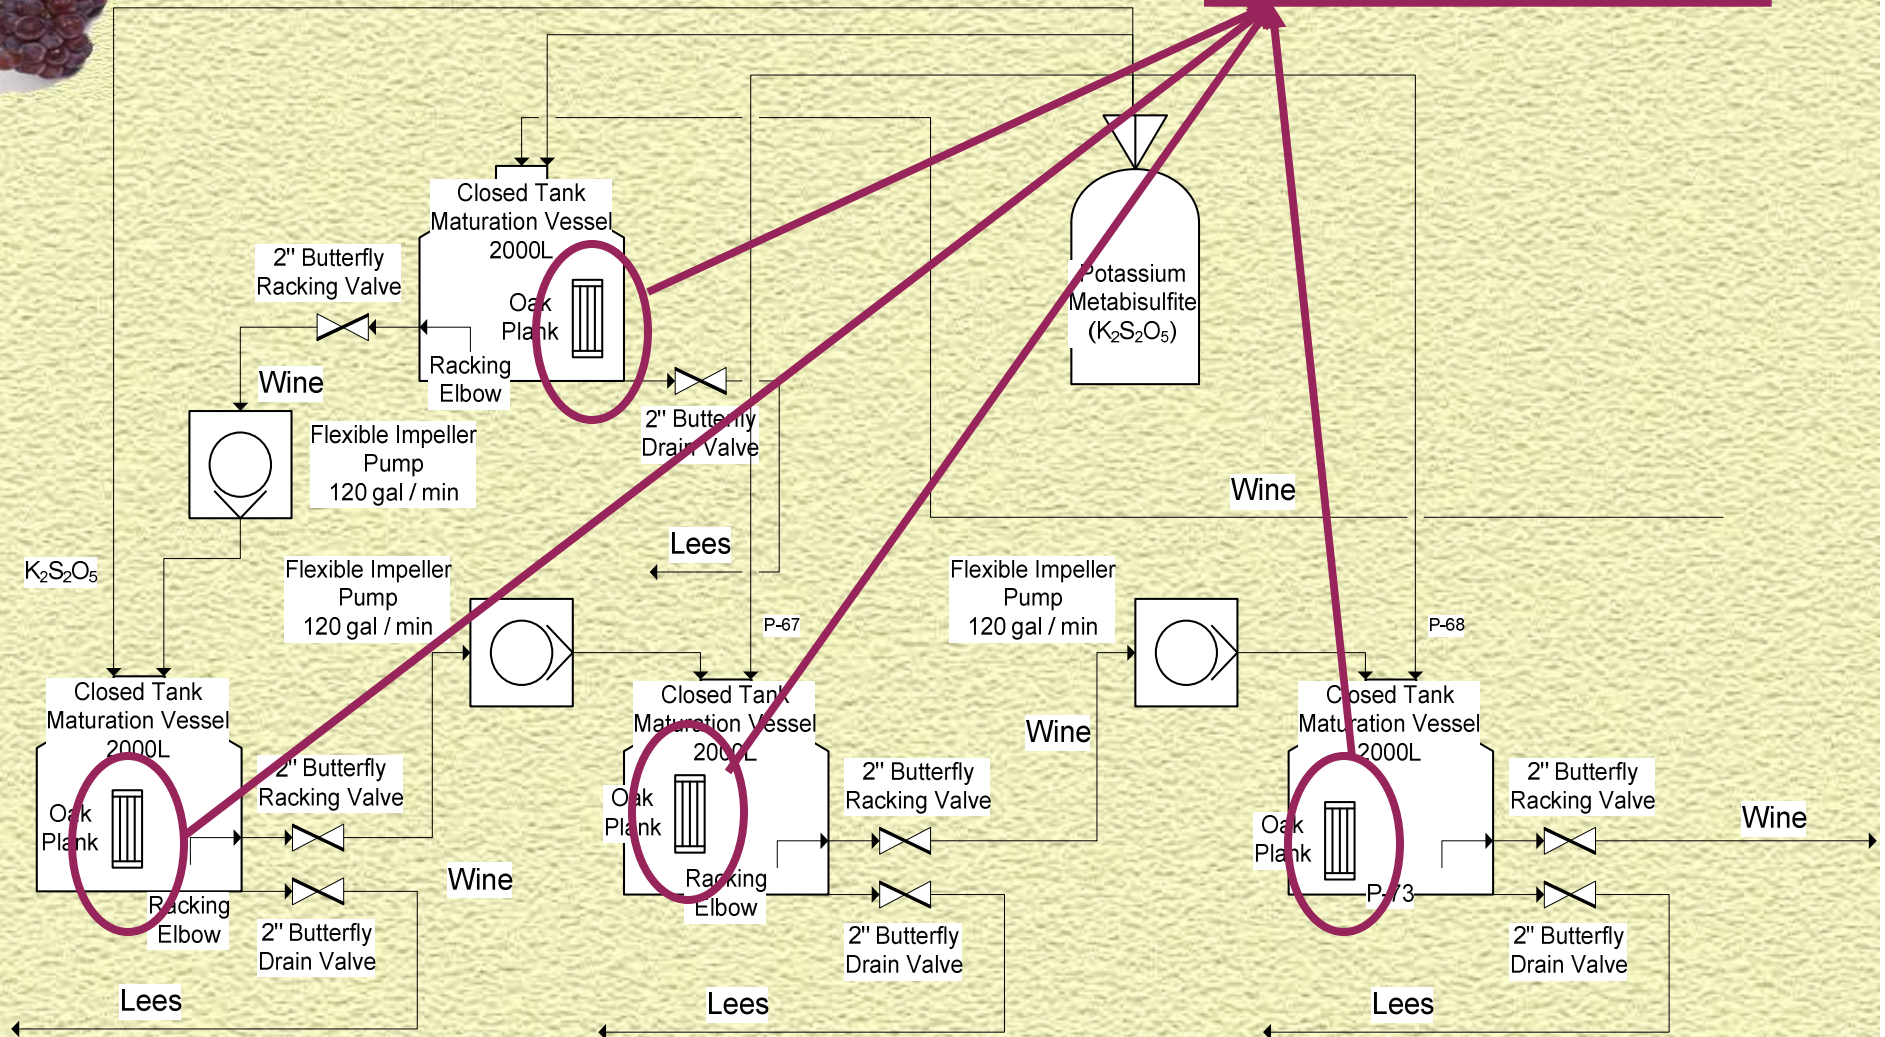 Closed Tank
Maturation Vessel
2000L
2" Butterfly
Racking Valve
Oak
Plank
Racking
Elbow
Wine
2" Butterfly
Drain Valve
Flexible Impeller
Pump
120 gal / min
Potassium
Metabisulfite
(K₂S₂O₅)
Wine
Lees
K₂S₂O₅
Flexible Impeller
Pump
120 gal / min
P-67
Flexible Impeller
Pump
120 gal / min
P-68
Closed Tank
Maturation Vessel
2000L
Oak
Plank
2" Butterfly
Racking Valve
Racking
Elbow
2" Butterfly
Drain Valve
Wine
Lees
Closed Tank
Maturation Vessel
2000L
Oak
Plank
Racking
Elbow
2" Butterfly
Racking Valve
2" Butterfly
Drain Valve
Wine
Lees
Closed Tank
Maturation Vessel
2000L
Oak
Plank
P-73
2" Butterfly
Racking Valve
2" Butterfly
Drain Valve
Wine
Lees